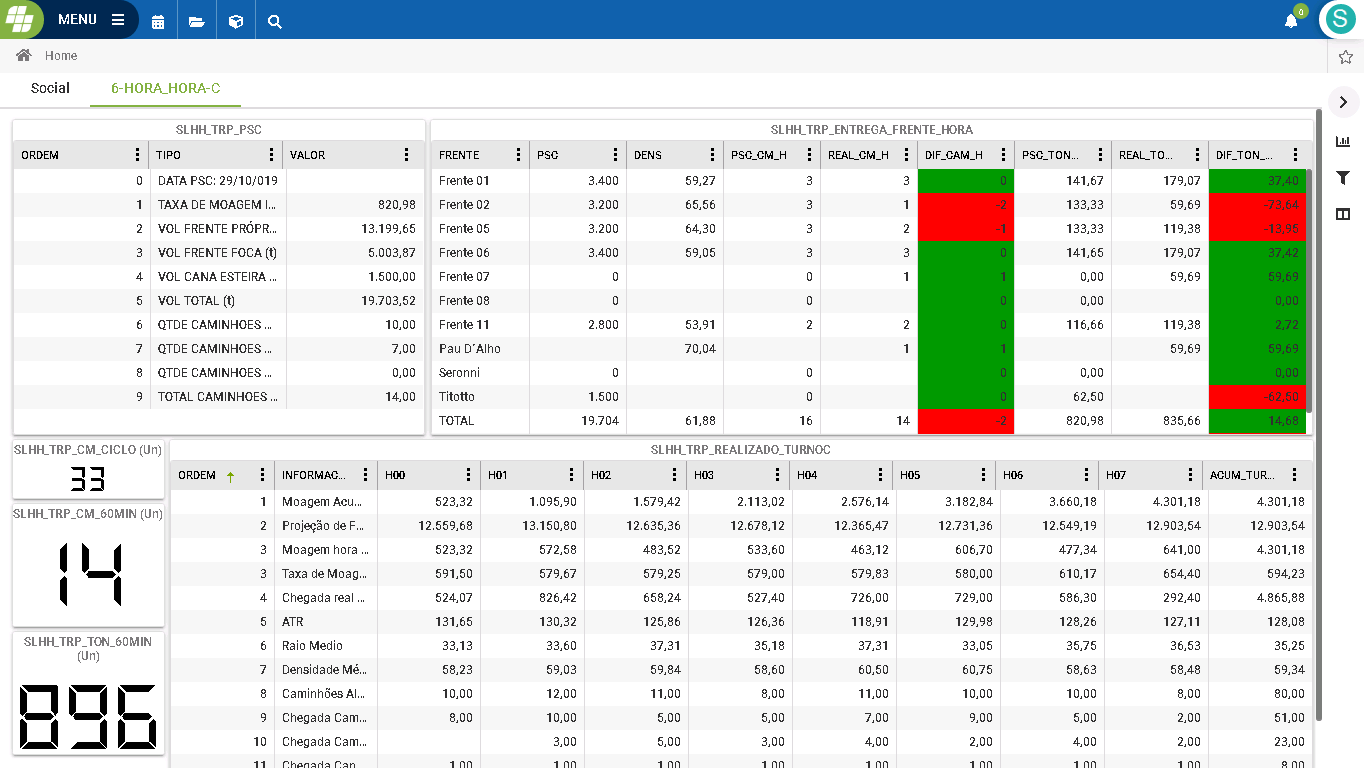 MENU
0
S
Home
Social 6-HORA_HORA-C
SLHH_TRP_PSC
ORDEM TIPO VALOR
0 DATA PSC: 29/10/019
1 TAXA DE MOAGEM I... 820,98
2 VOL FRENTE PRÓPR... 13.199,65
3 VOL FRENTE FOCA (t) 5.003,87
4 VOL CANA ESTEIRA ... 1.500,00
5 VOL TOTAL (t) 19.703,52
6 QTDE CAMINHOES ... 10,00
7 QTDE CAMINHOES ... 7,00
8 QTDE CAMINHOES ... 0,00
9 TOTAL CAMINHOES ... 14,00
SLHH_TRP_ENTREGA_FRENTE_HORA
FRENTE PSC DENS PSC_CM_H REAL_CM_H DIF_CAM_H PSC_TON... REAL_TO... DIF_TON_...
Frente 01 3.400 59,27 3 3 0 141,67 179,07 37,40
Frente 02 3.200 65,56 3 1 -2 133,33 59,69 -73,64
Frente 05 3.200 64,30 3 2 -1 133,33 119,38 -13,95
Frente 06 3.400 59,05 3 3 0 141,65 179,07 37,42
Frente 07 0 0 1 1 0,00 59,69 59,69
Frente 08 0 0 0 0,00 0,00
Frente 11 2.800 53,91 2 2 0 116,66 119,38 2,72
Pau D´Alho 70,04 1 1 59,69 59,69
Seronni 0 0 0,00 0,00
Titotto 1.500 0 0 62,50 -62,50
TOTAL 19.704 61,88 16 14 -2 820,98 835,66 14,68
SLHH_TRP_CM_CICLO (Un)
33
SLHH_TRP_CM_60MIN (Un)
14
SLHH_TRP_TON_60MIN
(Un)
896
SLHH_TRP_REALIZADO_TURNOC
ORDEM INFORMAC... H00 H01 H02 H03 H04 H05 H06 H07 ACUM_TUR...
1 Moagem Acu... 523,32 1.095,90 1.579,42 2.113,02 2.576,14 3.182,84 3.660,18 4.301,18 4.301,18
2 Projeção de F... 12.559,68 13.150,80 12.635,36 12.678,12 12.365,47 12.731,36 12.549,19 12.903,54 12.903,54
3 Moagem hora ... 523,32 572,58 483,52 533,60 463,12 606,70 477,34 641,00 4.301,18
3 Taxa de Moag... 591,50 579,67 579,25 579,00 579,83 580,00 610,17 654,40 594,23
4 Chegada real ... 524,07 826,42 658,24 527,40 726,00 729,00 586,30 292,40 4.865,88
5 ATR 131,65 130,32 125,86 126,36 118,91 129,98 128,26 127,11 128,08
6 Raio Medio 33,13 33,60 37,31 35,18 37,31 33,05 35,75 36,53 35,25
7 Densidade Mé... 58,23 59,03 59,84 58,60 60,50 60,75 58,63 58,48 59,34
8 Caminhões Al... 10,00 12,00 11,00 8,00 11,00 10,00 10,00 8,00 80,00
9 Chegada Cam... 8,00 10,00 5,00 5,00 7,00 9,00 5,00 2,00 51,00
10 Chegada Cam... 3,00 5,00 3,00 4,00 2,00 4,00 2,00 23,00
11 Chegada Can... 1,00 1,00 1,00 1,00 1,00 1,00 1,00 1,00 8,00